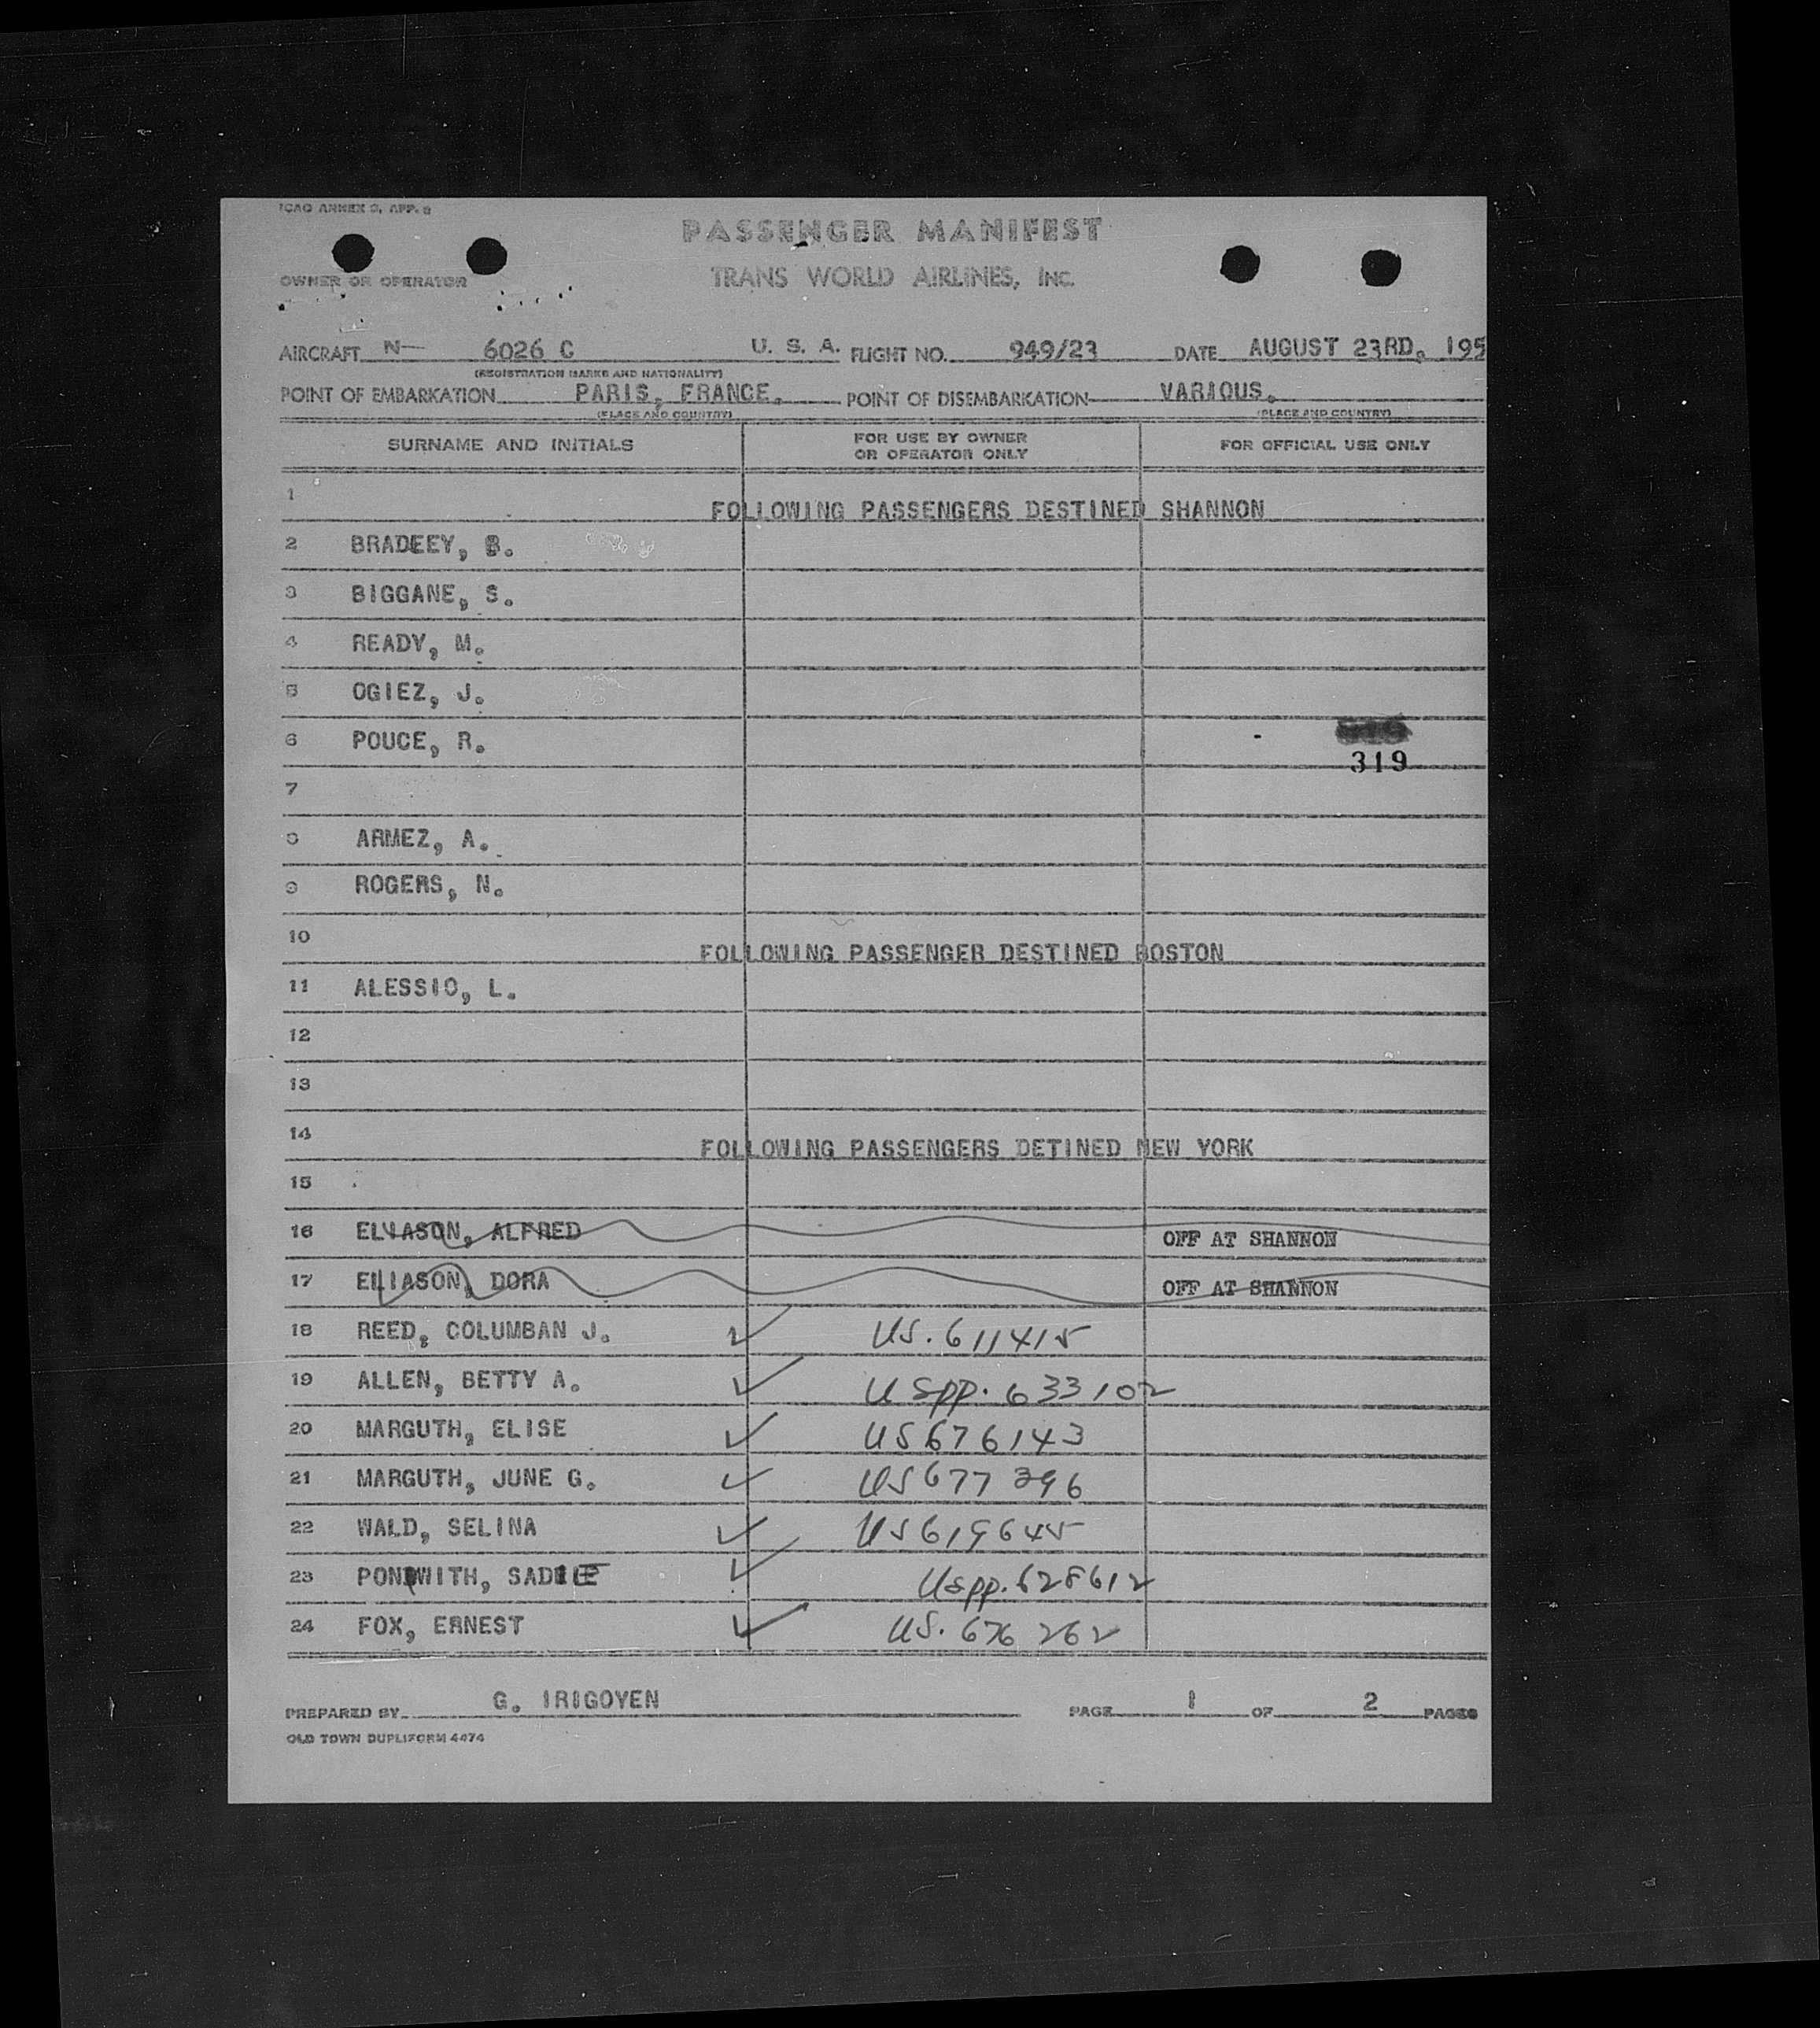 ICAO ANNEX 9, APP. 3
PASSENGER MANIFEST
OWNER OR OPERATOR TRANS WORLD AIRLINES, INC.
AIRCRAFT N— 6026 C U. S. A. FLIGHT NO. 949/23 DATE AUGUST 23RD. 195
(REGISTRATION MARKS AND NATIONALITY)
POINT OF EMBARKATION PARIS, FRANCE. POINT OF DISEMBARKATION VARIOUS.
(PLACE AND COUNTRY) (PLACE AND COUNTRY)
SURNAME AND INITIALS FOR USE BY OWNER OR OPERATOR ONLY FOR OFFICIAL USE ONLY
1 FOLLOWING PASSENGERS DESTINED SHANNON
2 BRADEEY, B.
3 BIGGANE, S.
4 READY, M.
5 OGIEZ, J.
6 POUCE, R.
319
7
8 ARMEZ, A.
9 ROGERS, N.
10 FOLLOWING PASSENGER DESTINED BOSTON
11 ALESSIO, L.
12
13
14 FOLLOWING PASSENGERS DETINED NEW YORK
15
16 ELIASON, ALFRED OFF AT SHANNON
17 ELIASON, DORA OFF AT SHANNON
18 REED, COLUMBAN J. ✓ US. 611415
19 ALLEN, BETTY A. ✓ USpp. 633102
20 MARGUTH, ELISE ✓ US 676143
21 MARGUTH, JUNE G. ✓ US 677396
22 WALD, SELINA ✓ US 619645
23 PONDWITH, SADIE ✓ USpp. 628612
24 FOX, ERNEST ✓ US. 676262
PREPARED BY G. IRIGOYEN PAGE 1 OF 2 PAGES
OLD TOWN DUPLIFORM 4474